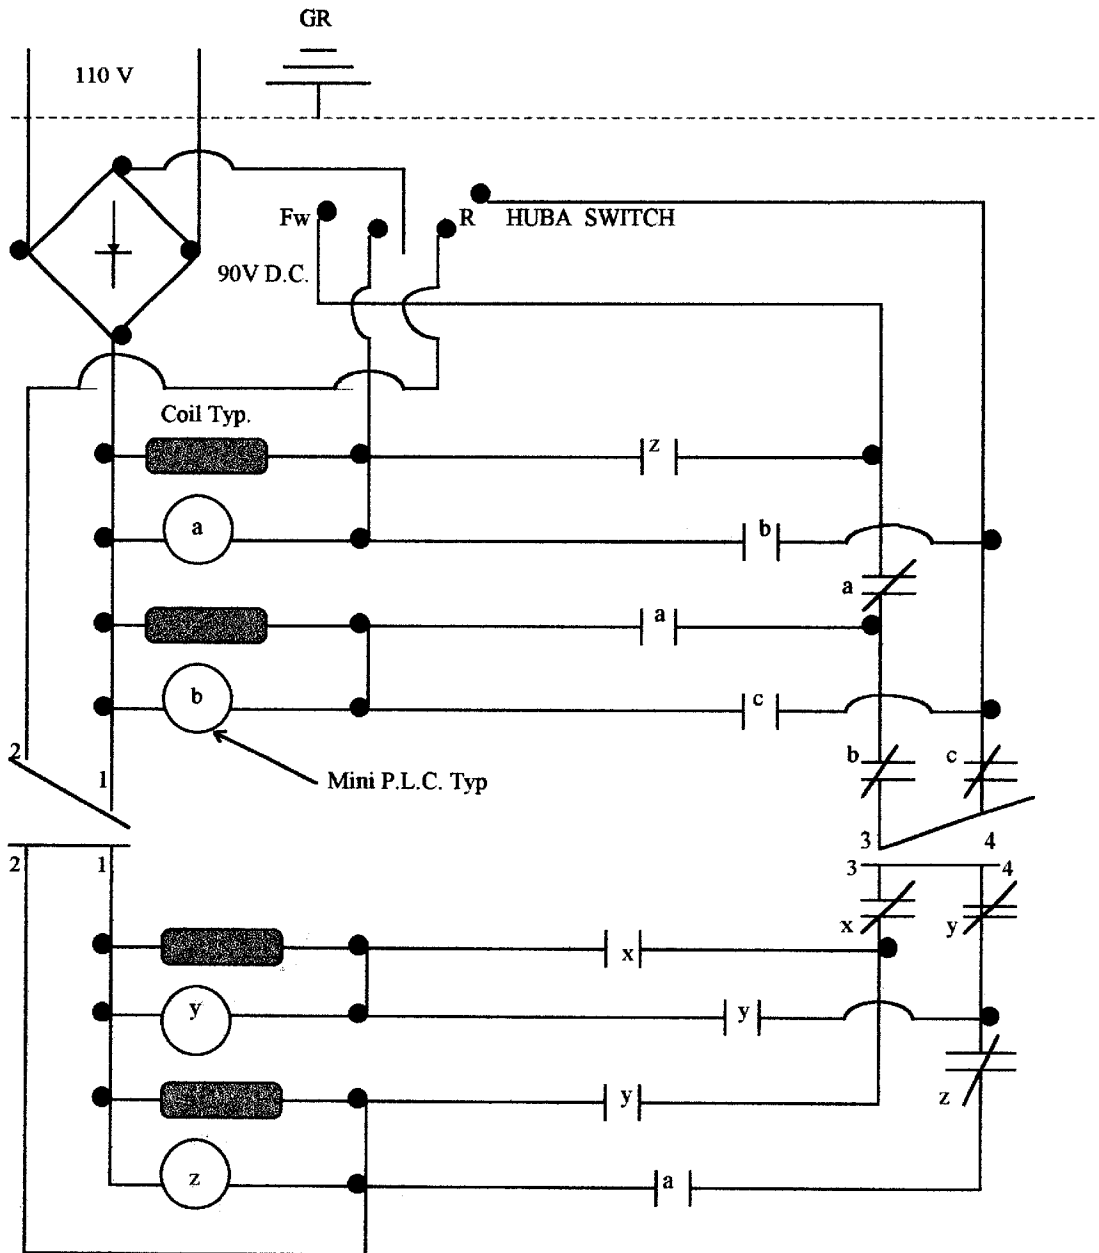 GR
110 V
Fw
R HUBA SWITCH
90V D.C.
Coil Typ.
z
a
b
a
a
b
c
2
1
Mini P.L.C. Typ
b
c
3
4
2
1
3
4
x
y
x
y
y
y
z
z
a